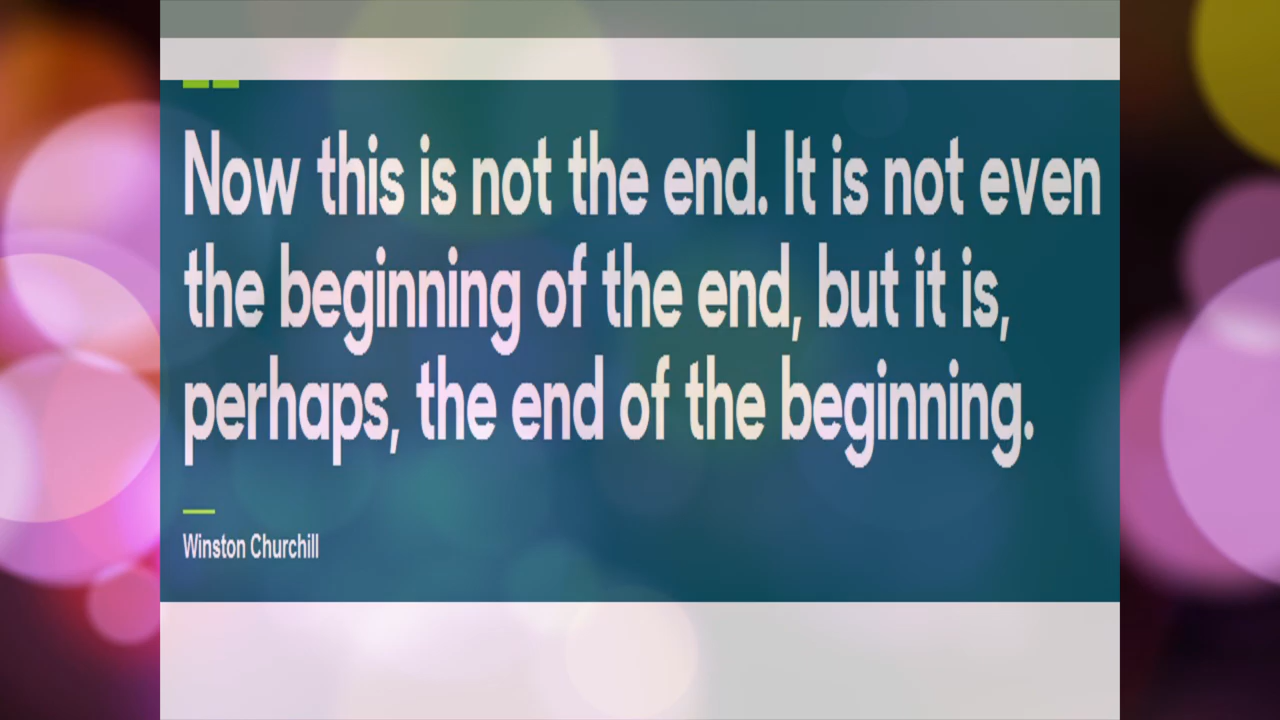 Now this is not the end. It is not even
the beginning of the end, but it is,
perhaps, the end of the beginning.
Winston Churchill